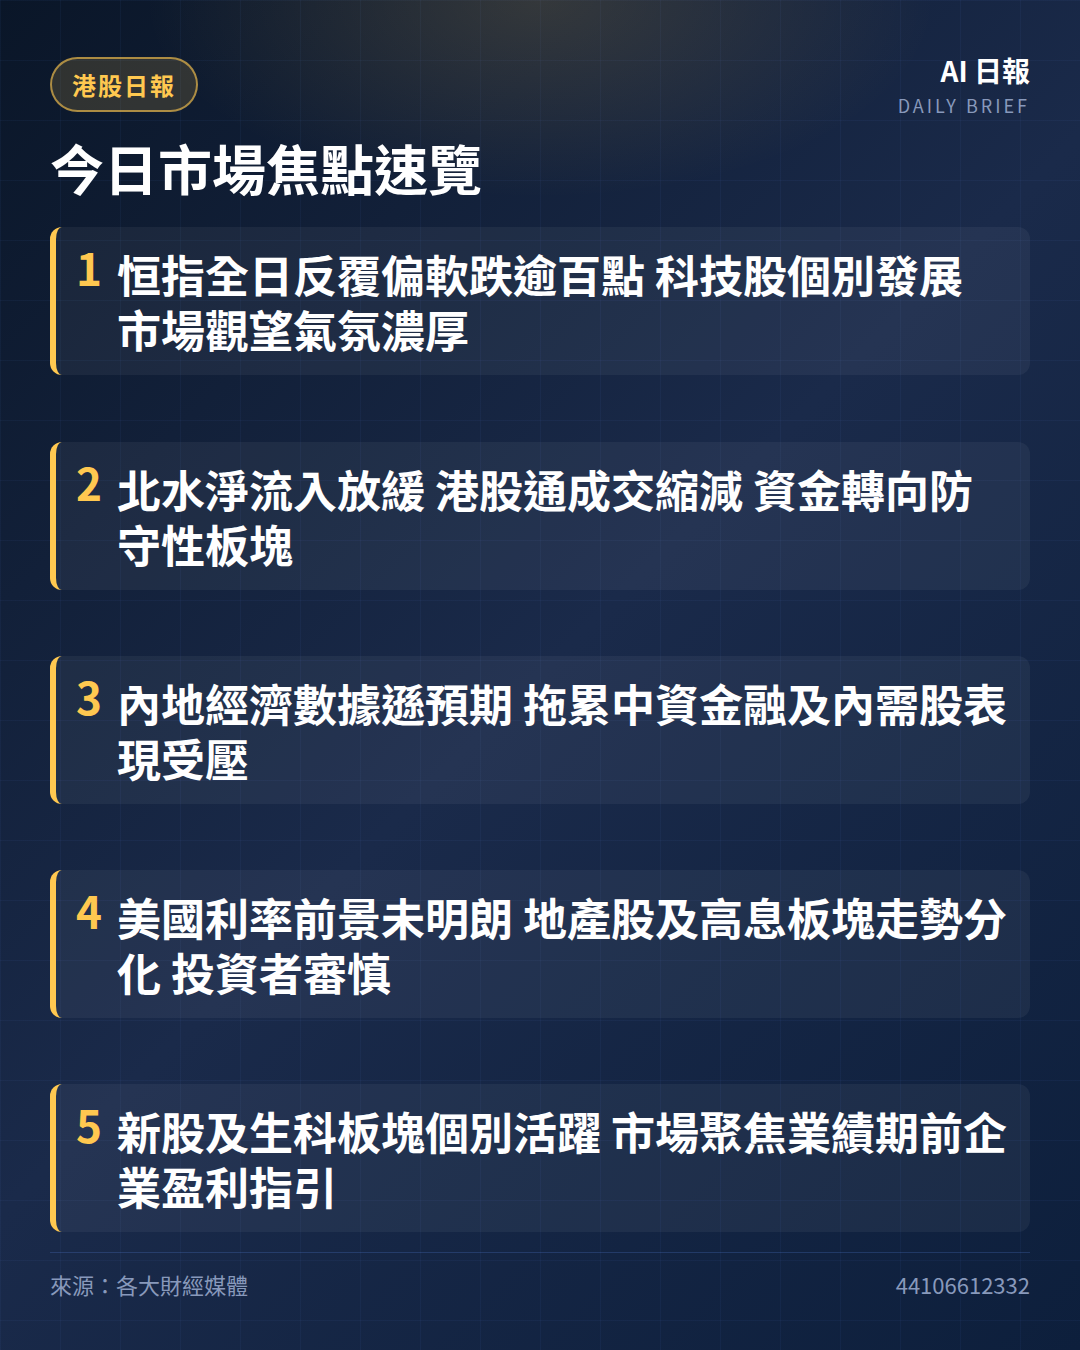 港股日報
AI 日報
DAILY BRIEF
今日市場焦點速覽
1 恒指全日反覆偏軟跌逾百點 科技股個別發展
市場觀望氣氛濃厚
2 北水淨流入放緩 港股通成交縮減 資金轉向防
守性板塊
3 內地經濟數據遜預期 拖累中資金融及內需股表
現受壓
4 美國利率前景未明朗 地產股及高息板塊走勢分
化 投資者審慎
5 新股及生科板塊個別活躍 市場聚焦業績期前企
業盈利指引
來源：各大財經媒體
44106612332